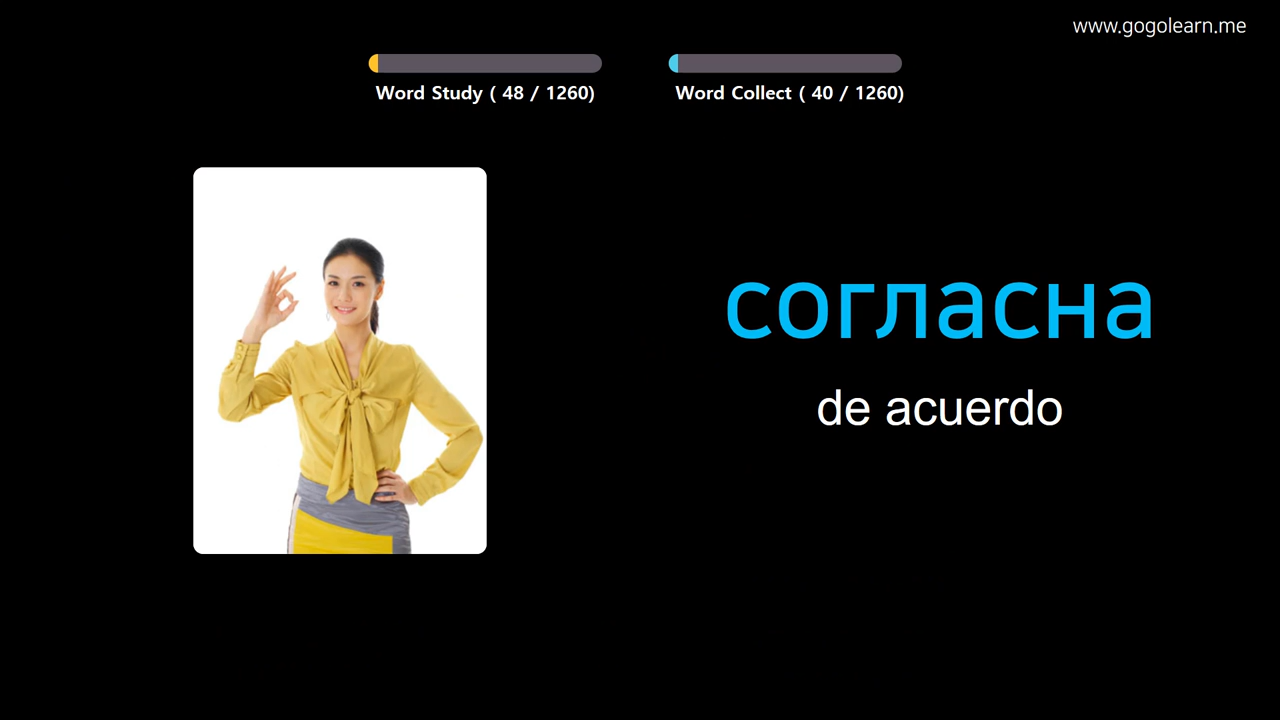 www.gogolearn.me
Word Study ( 48 / 1260)
Word Collect ( 40 / 1260)
согласна
de acuerdo